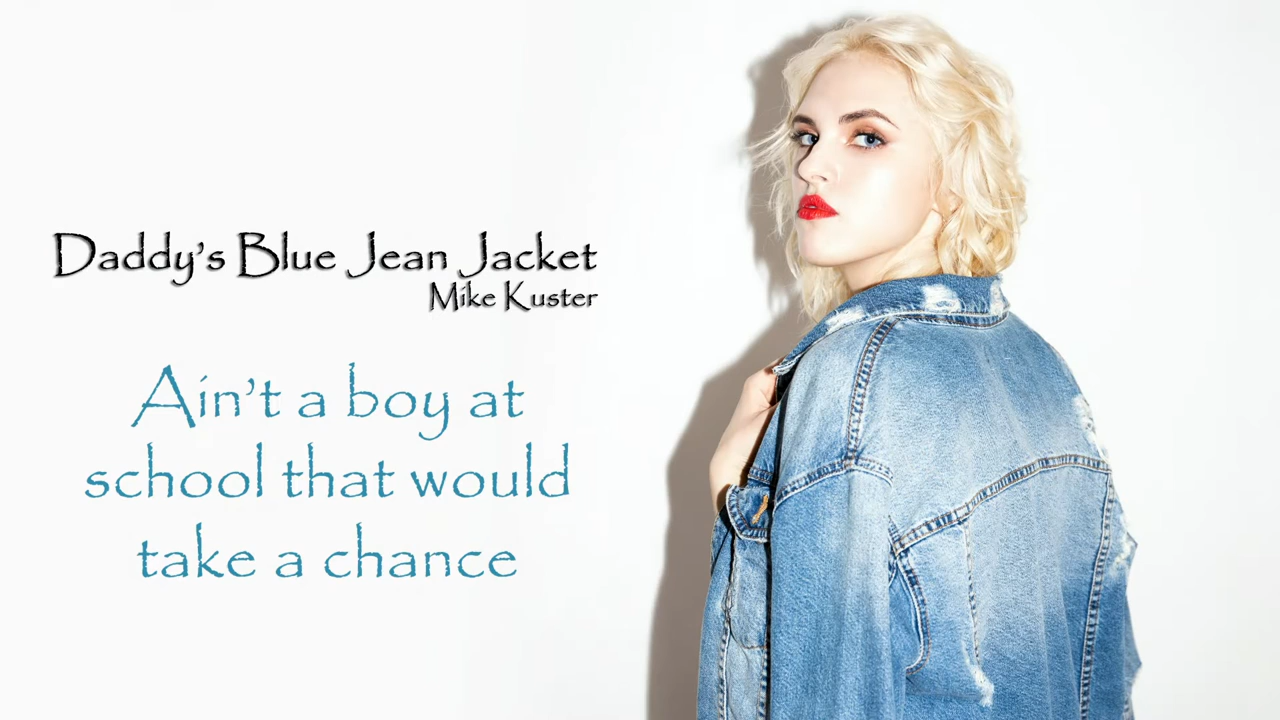 Daddy's Blue Jean Jacket
Mike Kuster
Ain't a boy at
school that would
take a chance